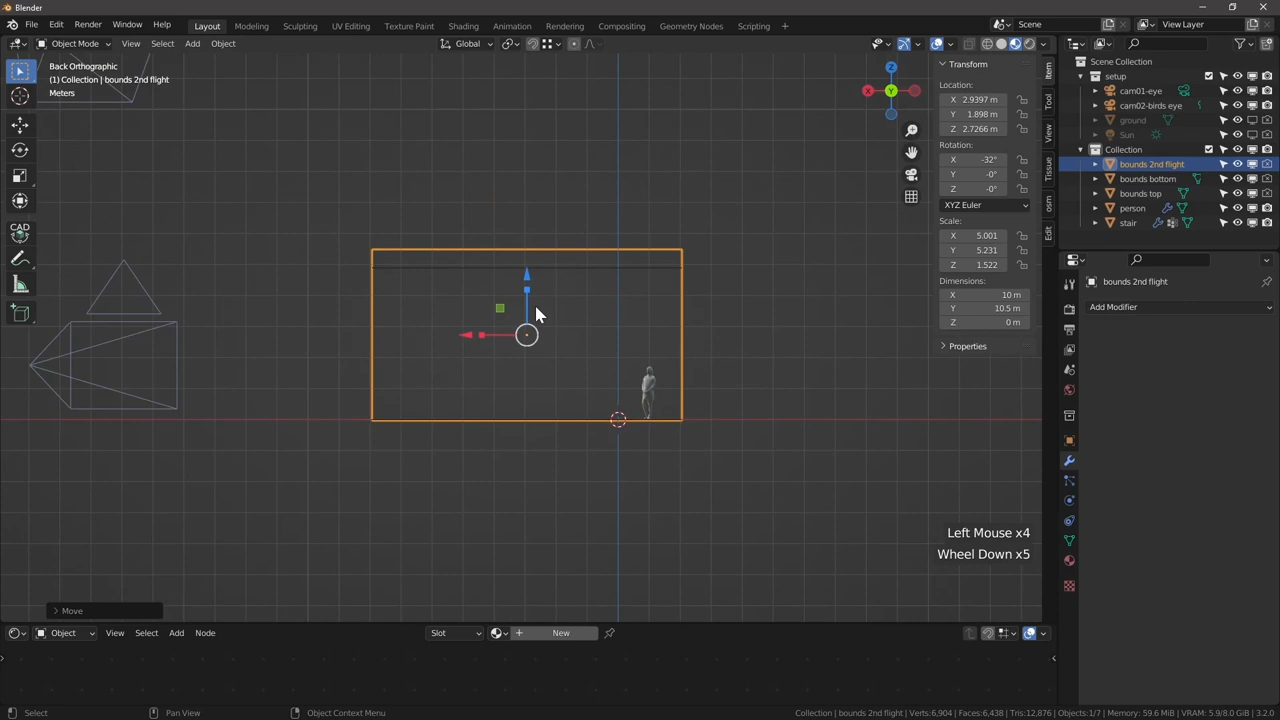 Blender
File Edit Render Window Help Layout Modeling Sculpting UV Editing Texture Paint Shading Animation Rendering Compositing Geometry Nodes Scripting + Scene View Layer
Object Mode View Select Add Object Global
Back Orthographic
(1) Collection | bounds 2nd flight
Meters
Z
X
Y
Transform
Location:
X 2.9397 m
Y 1.898 m
Z 2.7266 m
Rotation:
X -32°
Y -0°
Z -0°
XYZ Euler
Scale:
X 5.001
Y 5.231
Z 1.522
Dimensions:
X 10 m
Y 10.5 m
Z 0 m
Properties
Item
Tool
View
Tissue
osm
Edit
CAD
Scene Collection
setup
cam01-eye
cam02-birds eye
ground
Sun
Collection
bounds 2nd flight
bounds bottom
bounds top
person
stair
bounds 2nd flight
Add Modifier
Left Mouse x4
Wheel Down x5
Move
Object View Select Add Node Slot New
Select Pan View Object Context Menu Collection | bounds 2nd flight Verts:6,904 | Faces:6,438 | Tris:12,876 | Objects:1/7 | Memory: 59.6 MiB | VRAM: 5.9/8.0 GiB | 3.2.0